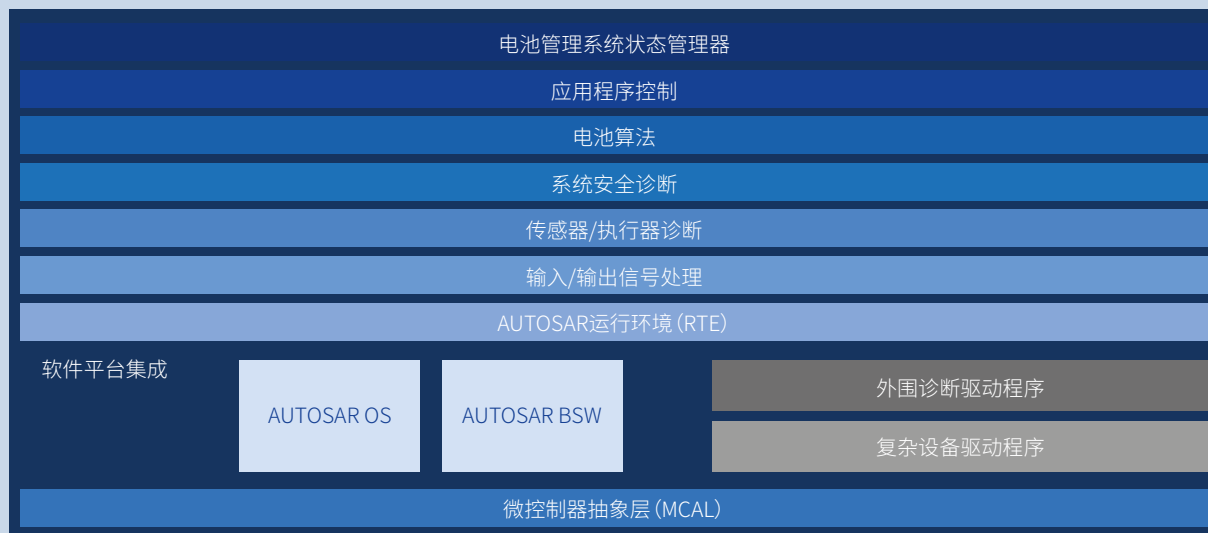 电池管理系统状态管理器
应用程序控制
电池算法
系统安全诊断
传感器/执行器诊断
输入/输出信号处理
AUTOSAR运行环境（RTE）
软件平台集成
AUTOSAR OS
AUTOSAR BSW
外围诊断驱动程序
复杂设备驱动程序
微控制器抽象层（MCAL）